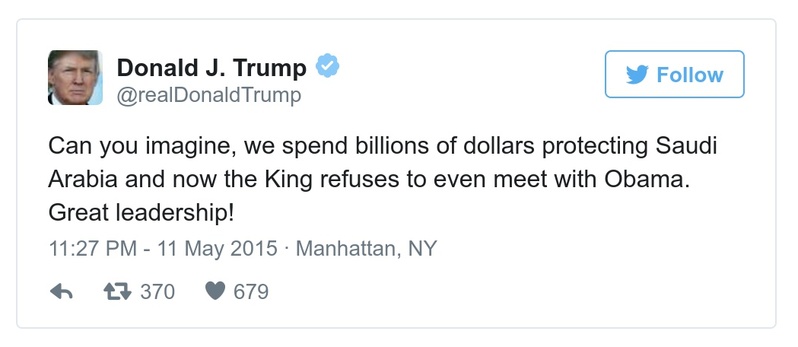 Donald J. Trump
@realDonaldTrump
Follow
Can you imagine, we spend billions of dollars protecting Saudi
Arabia and now the King refuses to even meet with Obama.
Great leadership!
11:27 PM - 11 May 2015 · Manhattan, NY
370 679